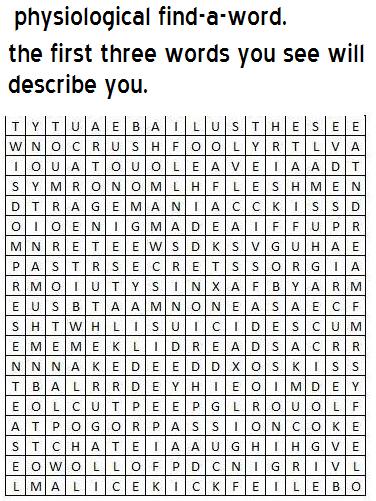 physiological find-a-word.
the first three words you see will
describe you.
T Y T U A E B A I L U S T H E S E E
W N O C R U S H F O O L Y R T L V A
I O U A T O U O L E A V E I A A D T
S Y M R O N O M L H F L E S H M E N
D T R A G E M A N I A C C K I S S D
O I O E N I G M A D E A I F F U P R
M N R E T E E W S D K S V G U H A E
P A S T R S E C R E T S S O R G I A
R M O I U T Y S I N X A F B Y A R M
E U S B T A A M N O N E A S A E C F
S H T W H L I S U I C I D E S C U M
E M E M E K L I D R E A D S A C R R
N N N A K E D E E D D X O S K I S S
T B A L R R D E Y H I E O I M D E Y
E O L C U T P E E P G L R O U O L F
A T P O G O R P A S S I O N C O K E
S T C H A T E I A A U G H I H G V E
E O W O L L O F P D C N I G R I V L
L M A L I C E K I C K F E I L E B O